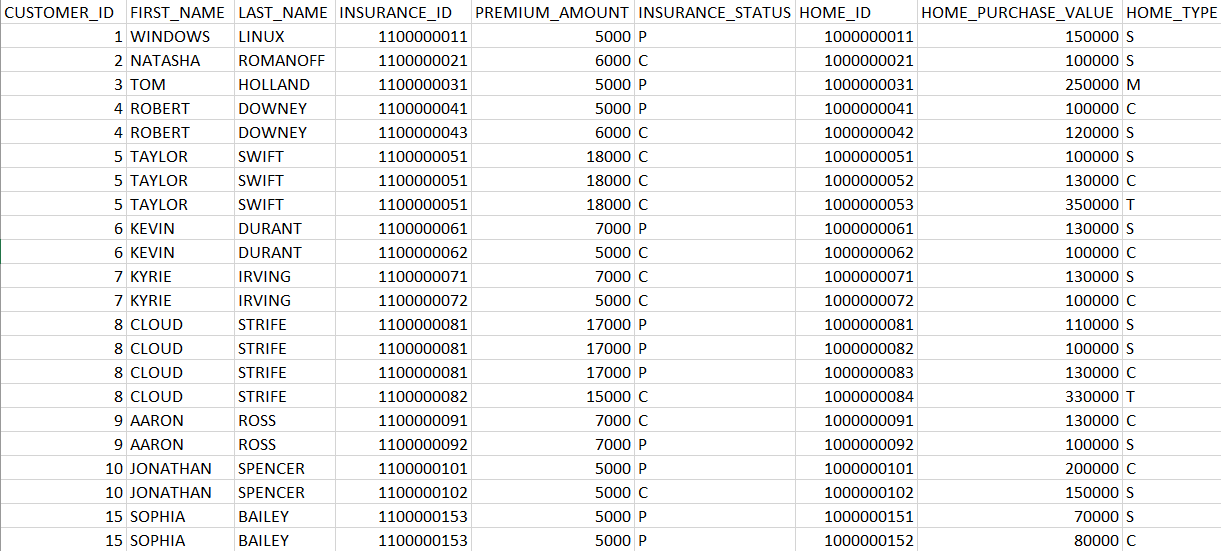 CUSTOMER_ID FIRST_NAME LAST_NAME INSURANCE_ID PREMIUM_AMOUNT INSURANCE_STATUS HOME_ID HOME_PURCHASE_VALUE HOME_TYPE
1 WINDOWS LINUX 1100000011 5000 P 1000000011 150000 S
2 NATASHA ROMANOFF 1100000021 6000 C 1000000021 100000 S
3 TOM HOLLAND 1100000031 5000 P 1000000031 250000 M
4 ROBERT DOWNEY 1100000041 5000 P 1000000041 100000 C
4 ROBERT DOWNEY 1100000043 6000 C 1000000042 120000 S
5 TAYLOR SWIFT 1100000051 18000 C 1000000051 100000 S
5 TAYLOR SWIFT 1100000051 18000 C 1000000052 130000 C
5 TAYLOR SWIFT 1100000051 18000 C 1000000053 350000 T
6 KEVIN DURANT 1100000061 7000 P 1000000061 130000 S
6 KEVIN DURANT 1100000062 5000 C 1000000062 100000 C
7 KYRIE IRVING 1100000071 7000 C 1000000071 130000 S
7 KYRIE IRVING 1100000072 5000 C 1000000072 100000 C
8 CLOUD STRIFE 1100000081 17000 P 1000000081 110000 S
8 CLOUD STRIFE 1100000081 17000 P 1000000082 100000 S
8 CLOUD STRIFE 1100000081 17000 P 1000000083 130000 C
8 CLOUD STRIFE 1100000082 15000 C 1000000084 330000 T
9 AARON ROSS 1100000091 7000 C 1000000091 130000 C
9 AARON ROSS 1100000092 7000 P 1000000092 100000 S
10 JONATHAN SPENCER 1100000101 5000 P 1000000101 200000 C
10 JONATHAN SPENCER 1100000102 5000 C 1000000102 150000 S
15 SOPHIA BAILEY 1100000153 5000 P 1000000151 70000 S
15 SOPHIA BAILEY 1100000153 5000 P 1000000152 80000 C